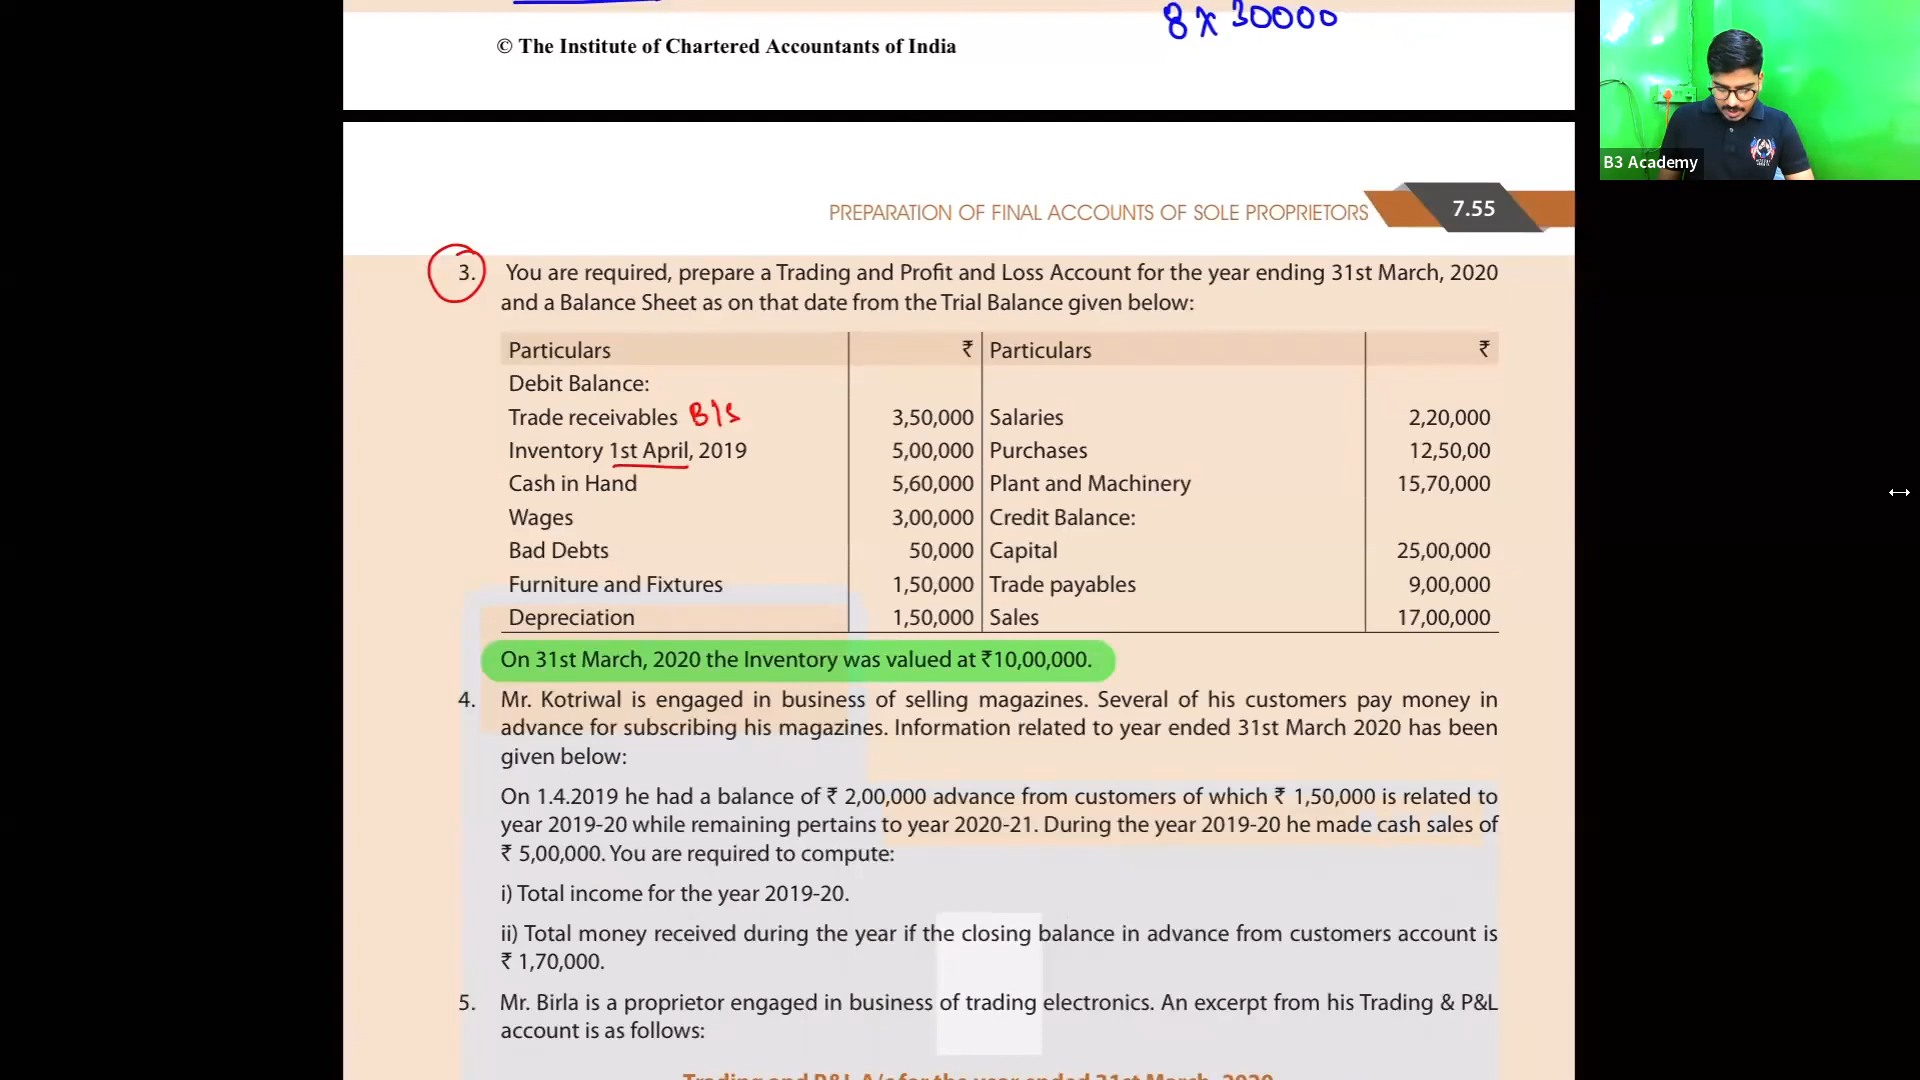 8 x 30000
© The Institute of Chartered Accountants of India
B3 Academy
PREPARATION OF FINAL ACCOUNTS OF SOLE PROPRIETORS 7.55
3. You are required, prepare a Trading and Profit and Loss Account for the year ending 31st March, 2020
and a Balance Sheet as on that date from the Trial Balance given below:
Particulars ₹ Particulars ₹
Debit Balance:
Trade receivables B/S 3,50,000 Salaries 2,20,000
Inventory 1st April, 2019 5,00,000 Purchases 12,50,00
Cash in Hand 5,60,000 Plant and Machinery 15,70,000
Wages 3,00,000 Credit Balance:
Bad Debts 50,000 Capital 25,00,000
Furniture and Fixtures 1,50,000 Trade payables 9,00,000
Depreciation 1,50,000 Sales 17,00,000
On 31st March, 2020 the Inventory was valued at ₹10,00,000.
4. Mr. Kotriwal is engaged in business of selling magazines. Several of his customers pay money in
advance for subscribing his magazines. Information related to year ended 31st March 2020 has been
given below:
On 1.4.2019 he had a balance of ₹ 2,00,000 advance from customers of which ₹ 1,50,000 is related to
year 2019-20 while remaining pertains to year 2020-21. During the year 2019-20 he made cash sales of
₹ 5,00,000. You are required to compute:
i) Total income for the year 2019-20.
ii) Total money received during the year if the closing balance in advance from customers account is
₹ 1,70,000.
5. Mr. Birla is a proprietor engaged in business of trading electronics. An excerpt from his Trading & P&L
account is as follows:
Trading and P&L A/c for the year ended 31st March, 2020